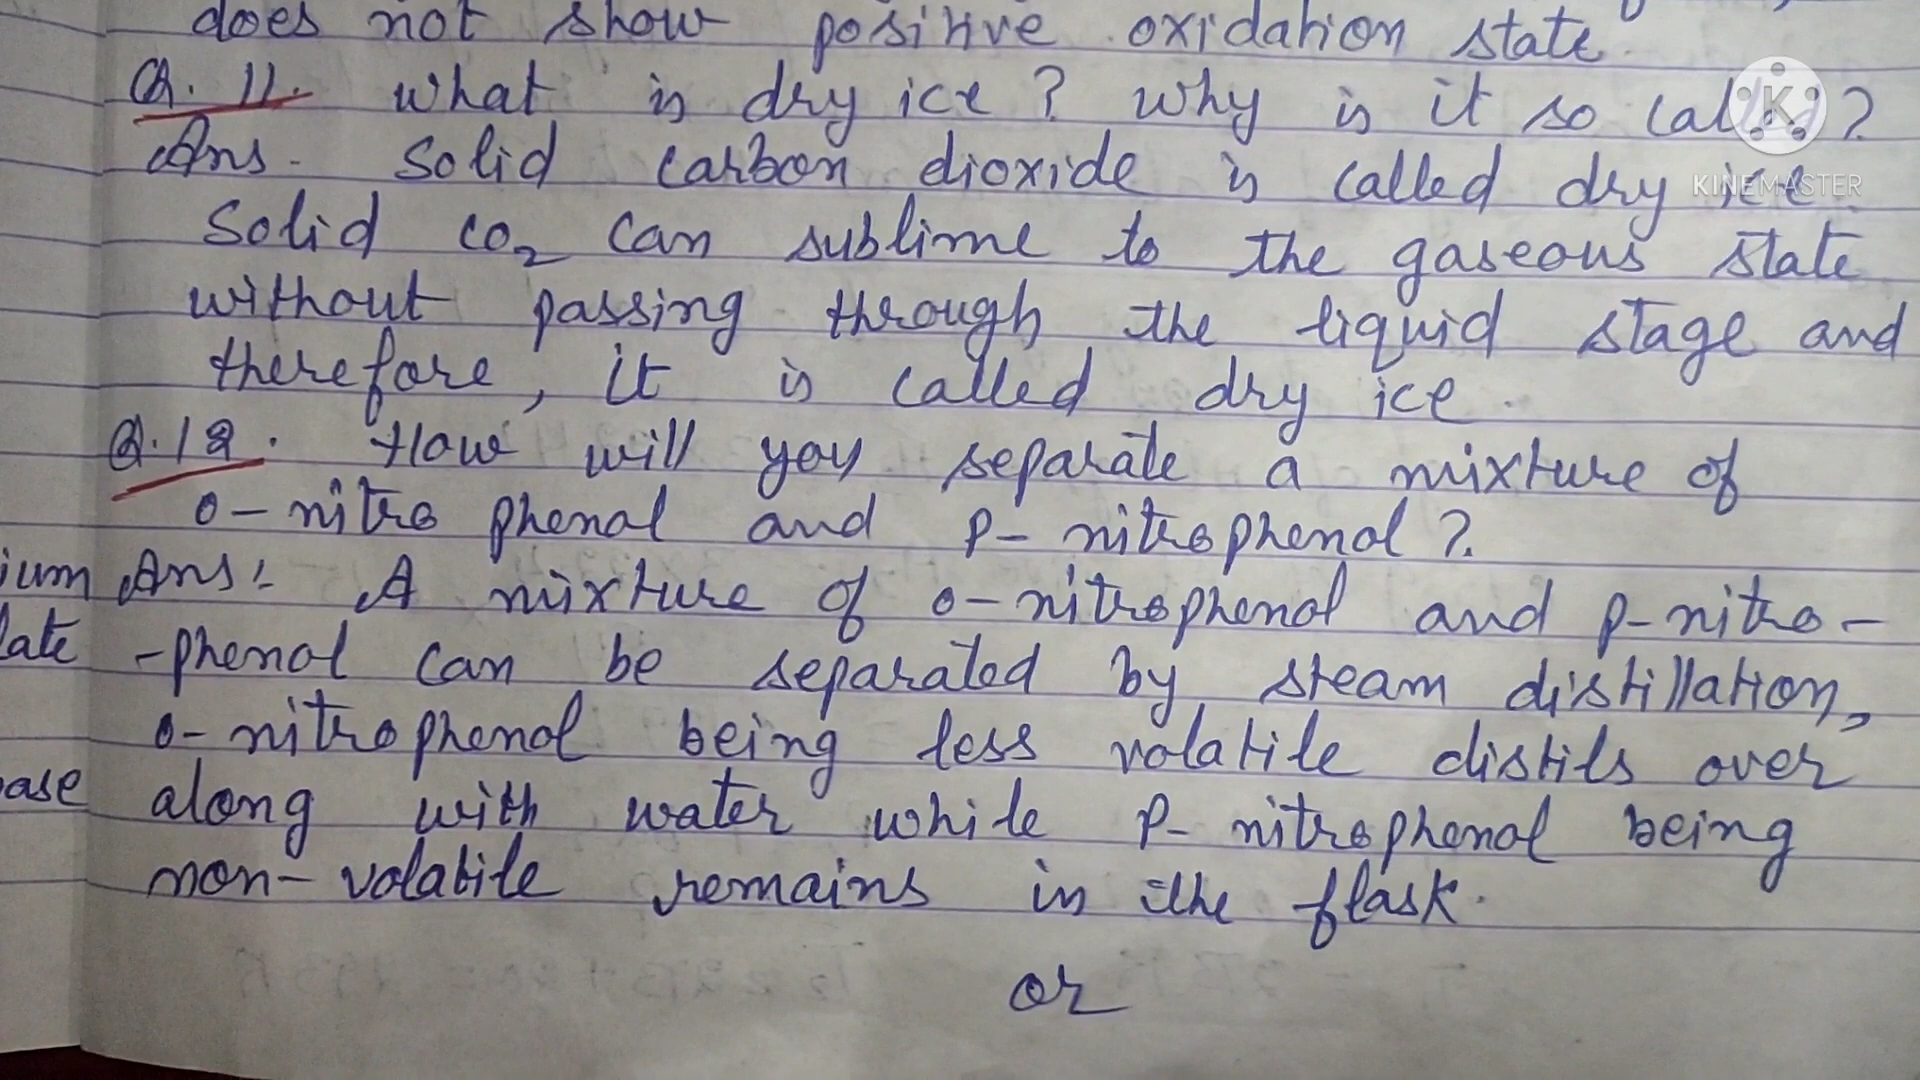 does not show positive oxidation state.
Q. 11. What is dry ice? Why is it so called?
Ans. Solid carbon dioxide is called dry ice.
KINEMASTER
Solid CO2 can sublime to the gaseous state
without passing through the liquid stage and
therefore, it is called dry ice.
Q.12. How will you separate a mixture of
o-nitro phenol and p-nitrophenol?
ium Ans:- A mixture of o-nitrophenol and p-nitro-
late -phenol can be separated by steam distillation,
o-nitrophenol being less volatile distils over
ase along with water while p-nitrophenol being
non-volatile remains in the flask.
or